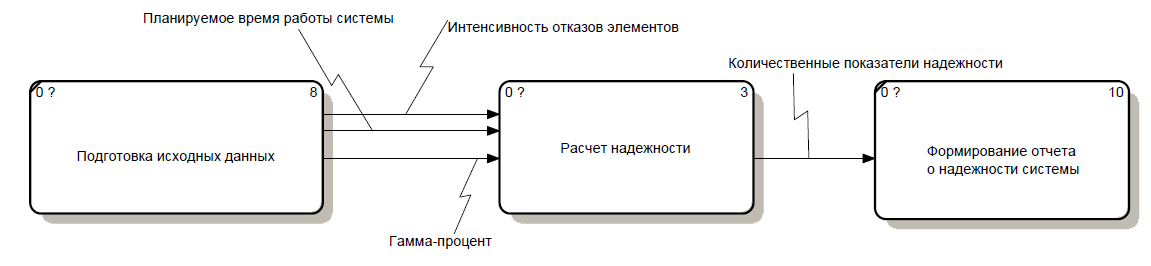 Планируемое время работы системы
Интенсивность отказов элементов
Количественные показатели надежности
0 ? 8
0 ? 3
0 ? 10
Подготовка исходных данных
Расчет надежности
Формирование отчета
о надежности системы
Гамма-процент